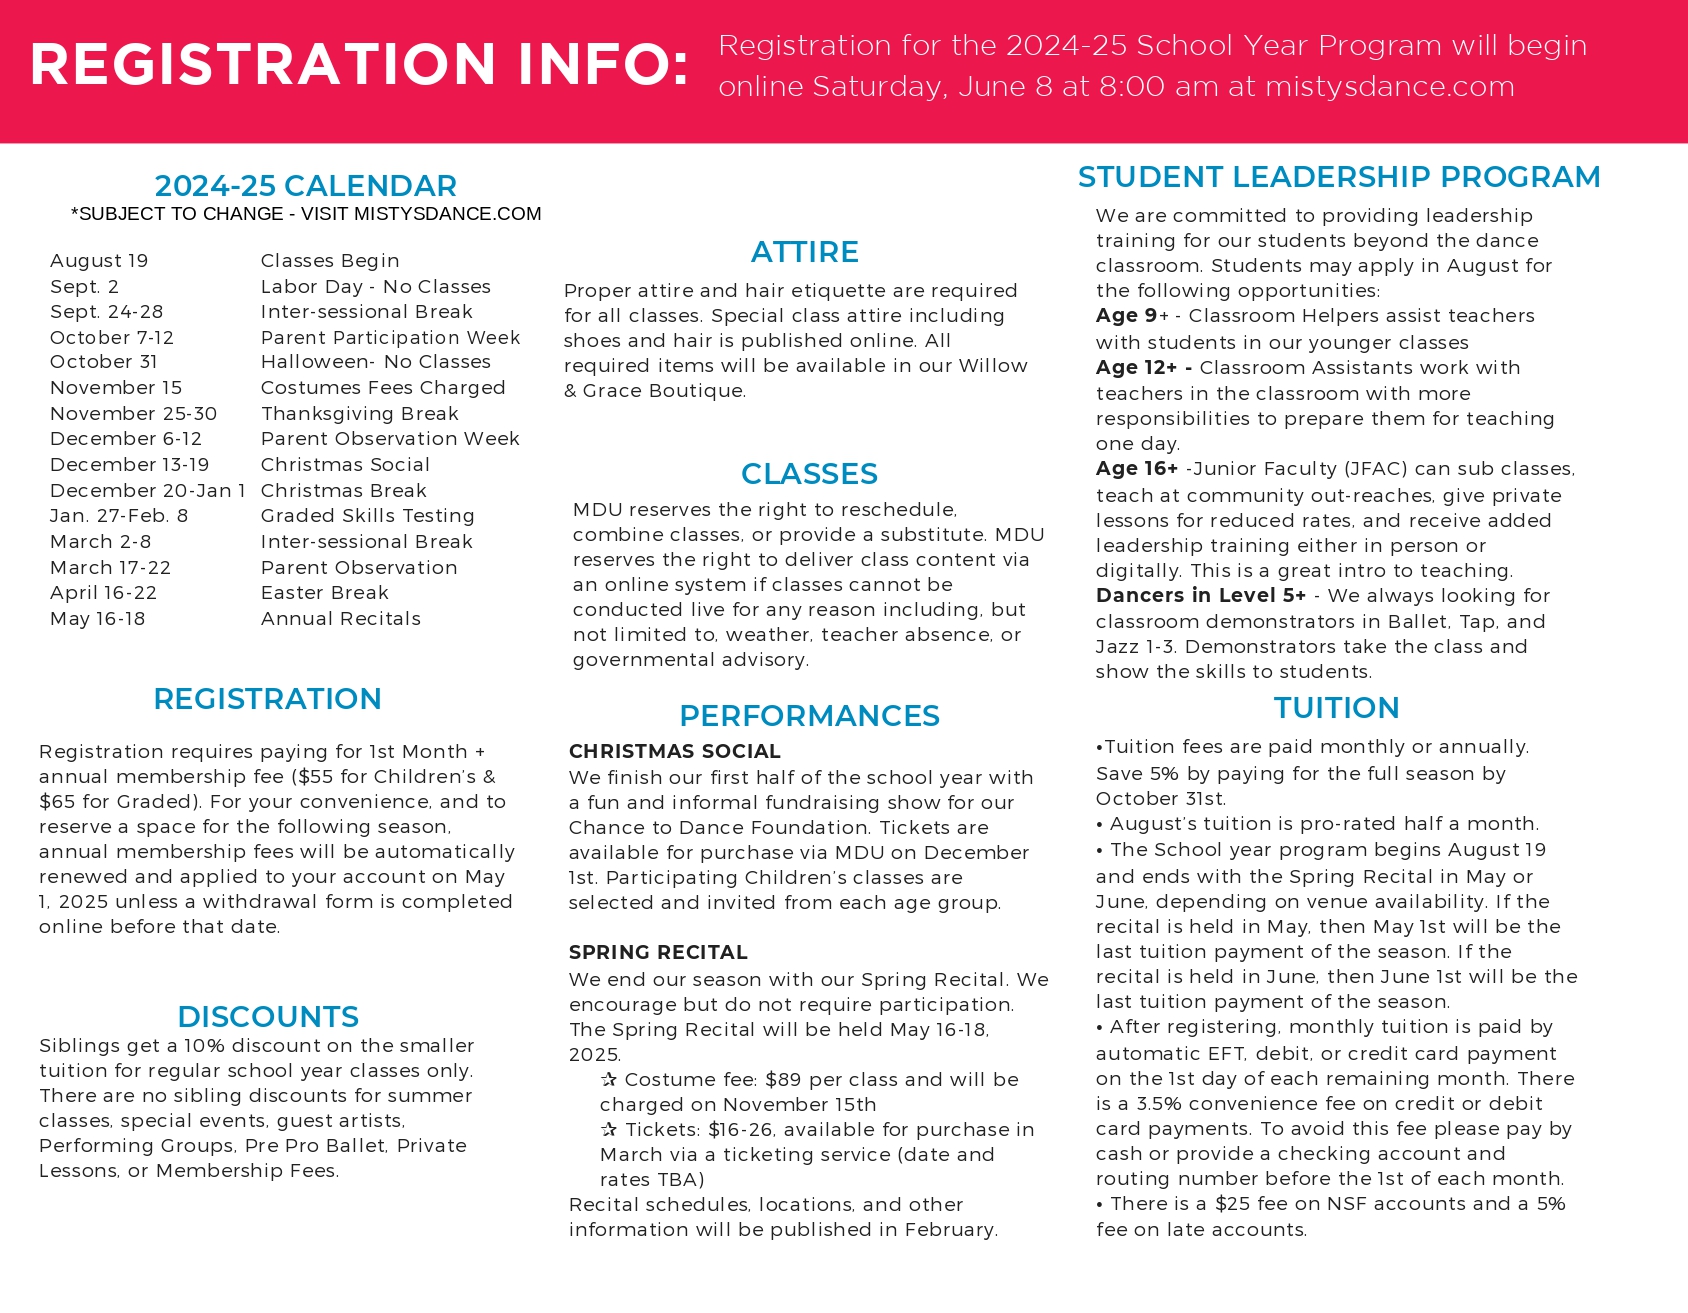 REGISTRATION INFO:
Registration for the 2024-25 School Year Program will begin
online Saturday, June 8 at 8:00 am at mistysdance.com
2024-25 CALENDAR
*SUBJECT TO CHANGE - VISIT MISTYSDANCE.COM
August 19 Classes Begin
Sept. 2 Labor Day - No Classes
Sept. 24-28 Inter-sessional Break
October 7-12 Parent Participation Week
October 31 Halloween- No Classes
November 15 Costumes Fees Charged
November 25-30 Thanksgiving Break
December 6-12 Parent Observation Week
December 13-19 Christmas Social
December 20-Jan 1 Christmas Break
Jan. 27-Feb. 8 Graded Skills Testing
March 2-8 Inter-sessional Break
March 17-22 Parent Observation
April 16-22 Easter Break
May 16-18 Annual Recitals
REGISTRATION
Registration requires paying for 1st Month +
annual membership fee ($55 for Children's &
$65 for Graded). For your convenience, and to
reserve a space for the following season,
annual membership fees will be automatically
renewed and applied to your account on May
1, 2025 unless a withdrawal form is completed
online before that date.
DISCOUNTS
Siblings get a 10% discount on the smaller
tuition for regular school year classes only.
There are no sibling discounts for summer
classes, special events, guest artists,
Performing Groups, Pre Pro Ballet, Private
Lessons, or Membership Fees.
ATTIRE
Proper attire and hair etiquette are required
for all classes. Special class attire including
shoes and hair is published online. All
required items will be available in our Willow
& Grace Boutique.
CLASSES
MDU reserves the right to reschedule,
combine classes, or provide a substitute. MDU
reserves the right to deliver class content via
an online system if classes cannot be
conducted live for any reason including, but
not limited to, weather, teacher absence, or
governmental advisory.
PERFORMANCES
CHRISTMAS SOCIAL
We finish our first half of the school year with
a fun and informal fundraising show for our
Chance to Dance Foundation. Tickets are
available for purchase via MDU on December
1st. Participating Children's classes are
selected and invited from each age group.
SPRING RECITAL
We end our season with our Spring Recital. We
encourage but do not require participation.
The Spring Recital will be held May 16-18,
2025.
✰ Costume fee: $89 per class and will be
charged on November 15th
✰ Tickets: $16-26, available for purchase in
March via a ticketing service (date and
rates TBA)
Recital schedules, locations, and other
information will be published in February.
STUDENT LEADERSHIP PROGRAM
We are committed to providing leadership
training for our students beyond the dance
classroom. Students may apply in August for
the following opportunities:
Age 9+ - Classroom Helpers assist teachers
with students in our younger classes
Age 12+ - Classroom Assistants work with
teachers in the classroom with more
responsibilities to prepare them for teaching
one day.
Age 16+ -Junior Faculty (JFAC) can sub classes,
teach at community out-reaches, give private
lessons for reduced rates, and receive added
leadership training either in person or
digitally. This is a great intro to teaching.
Dancers in Level 5+ - We always looking for
classroom demonstrators in Ballet, Tap, and
Jazz 1-3. Demonstrators take the class and
show the skills to students.
TUITION
•Tuition fees are paid monthly or annually.
Save 5% by paying for the full season by
October 31st.
• August's tuition is pro-rated half a month.
• The School year program begins August 19
and ends with the Spring Recital in May or
June, depending on venue availability. If the
recital is held in May, then May 1st will be the
last tuition payment of the season. If the
recital is held in June, then June 1st will be the
last tuition payment of the season.
• After registering, monthly tuition is paid by
automatic EFT, debit, or credit card payment
on the 1st day of each remaining month. There
is a 3.5% convenience fee on credit or debit
card payments. To avoid this fee please pay by
cash or provide a checking account and
routing number before the 1st of each month.
• There is a $25 fee on NSF accounts and a 5%
fee on late accounts.